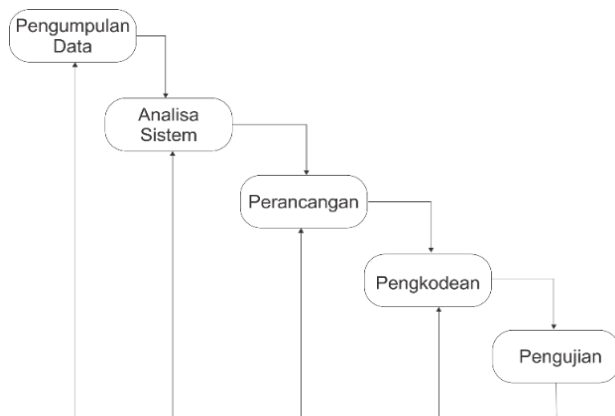 Pengumpulan
Data
Analisa
Sistem
Perancangan
Pengkodean
Pengujian